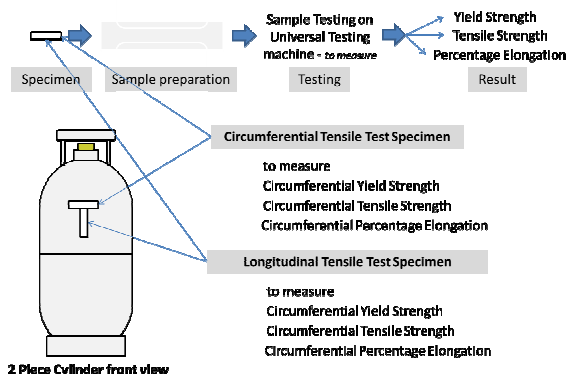 Sample Testing on
Universal Testing
machine - to measure
Yield Strength
Tensile Strength
Percentage Elongation
Specimen
Sample preparation
Testing
Result
Circumferential Tensile Test Specimen
to measure
Circumferential Yield Strength
Circumferential Tensile Strength
Circumferential Percentage Elongation
Longitudinal Tensile Test Specimen
to measure
Circumferential Yield Strength
Circumferential Tensile Strength
Circumferential Percentage Elongation
2 Piece Cylinder front view